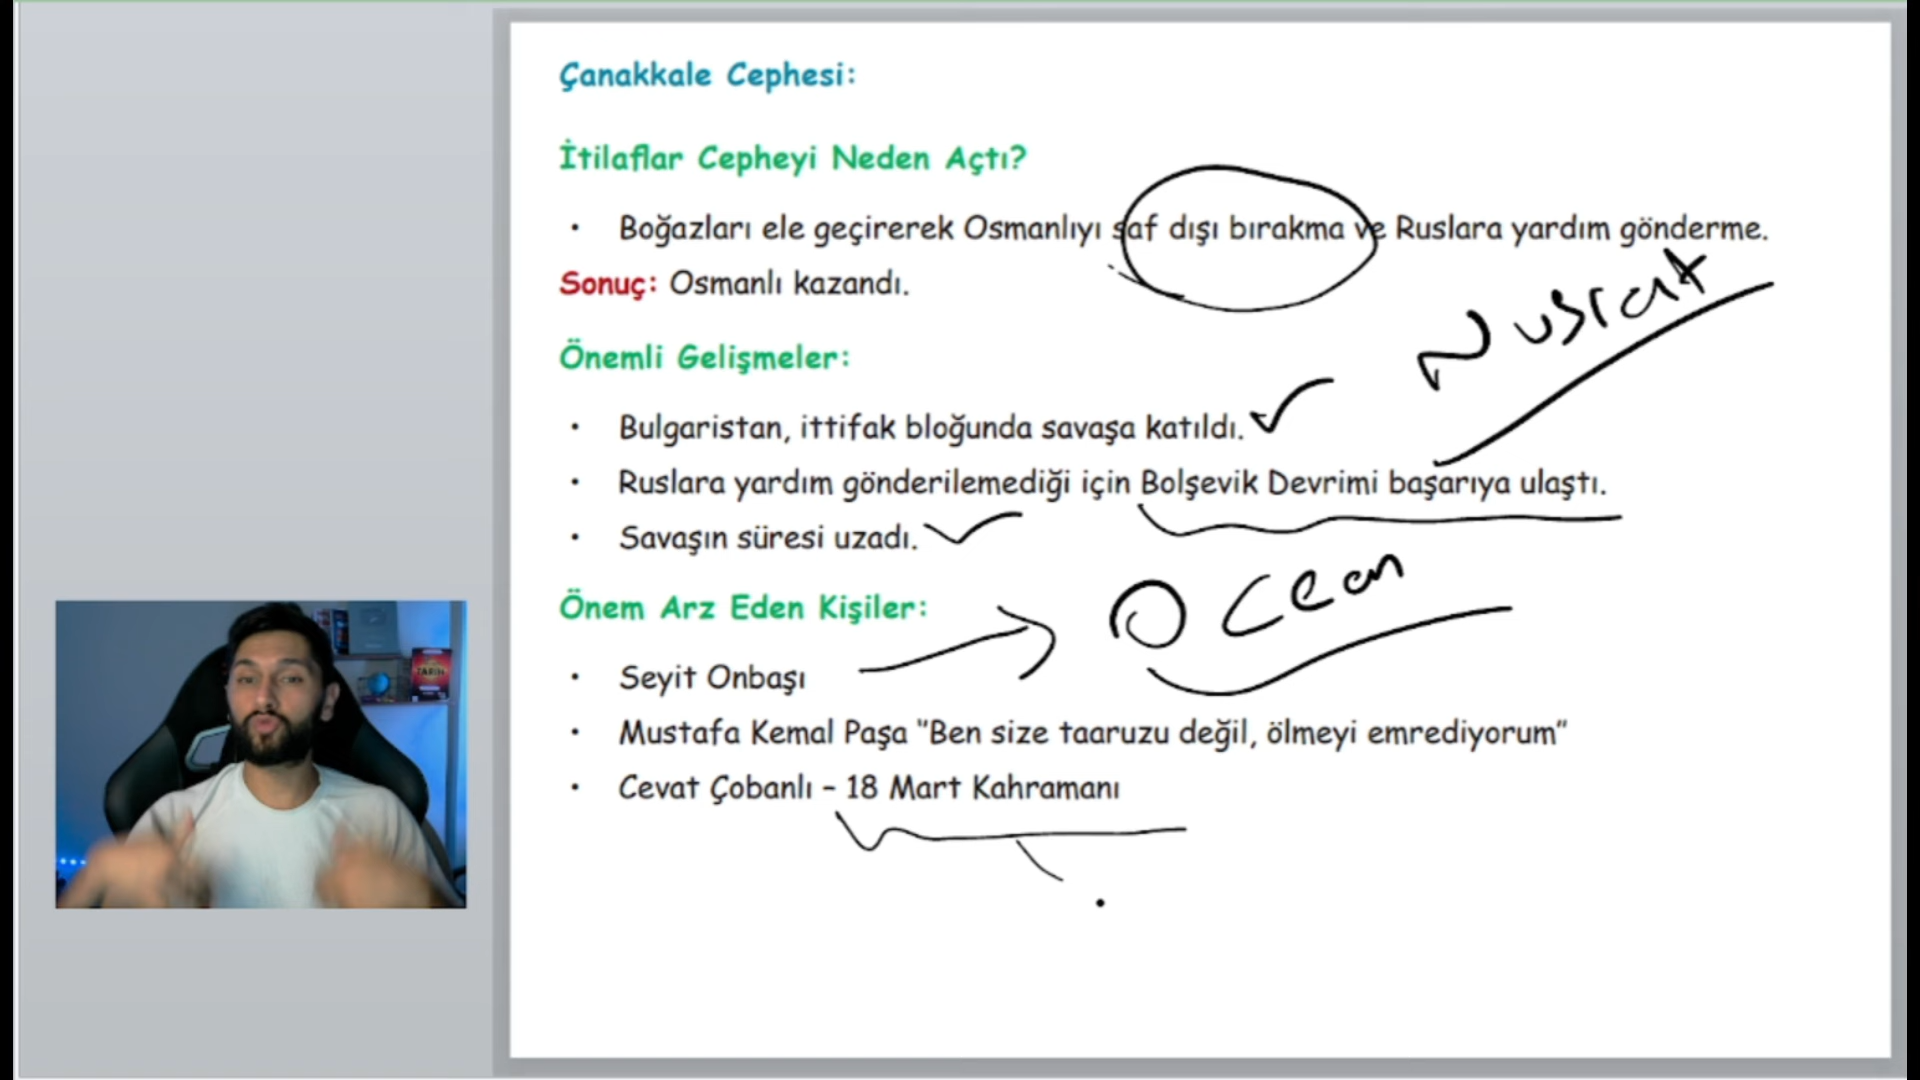 Çanakkale Cephesi:
İtilaflar Cepheyi Neden Açtı?
• Boğazları ele geçirerek Osmanlıyı saf dışı bırakma ve Ruslara yardım gönderme.
Sonuç: Osmanlı kazandı.
Nusrat
Önemli Gelişmeler:
• Bulgaristan, ittifak bloğunda savaşa katıldı.
• Ruslara yardım gönderilemediği için Bolşevik Devrimi başarıya ulaştı.
• Savaşın süresi uzadı.
Önem Arz Eden Kişiler:
Ocean
• Seyit Onbaşı
• Mustafa Kemal Paşa "Ben size taaruzu değil, ölmeyi emrediyorum"
• Cevat Çobanlı – 18 Mart Kahramanı
TARİH